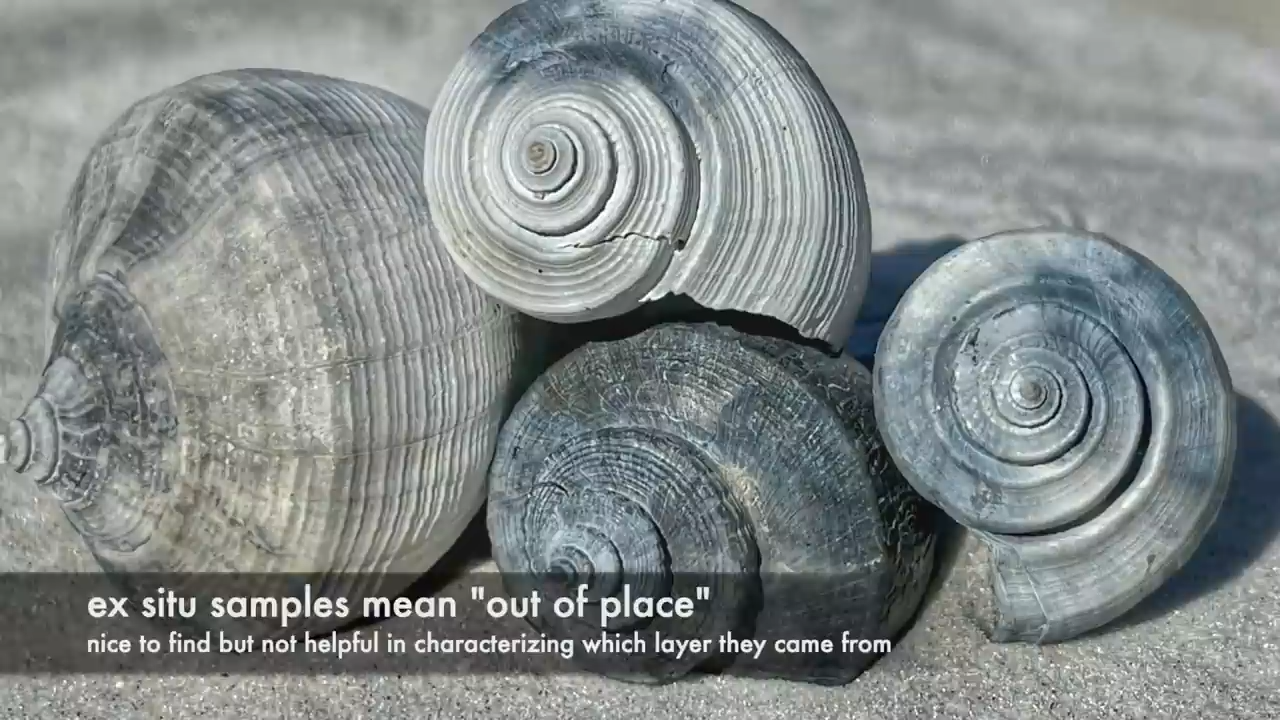 ex situ samples mean "out of place"
nice to find but not helpful in characterizing which layer they came from